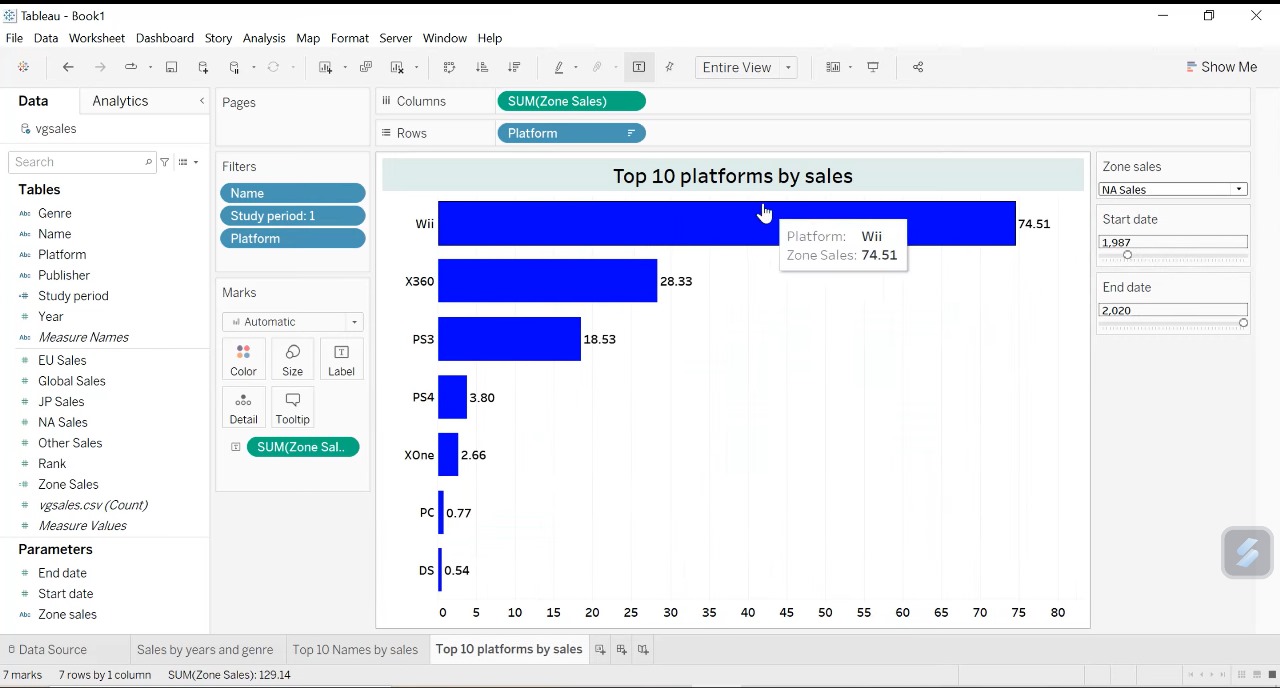 Tableau - Book1
File Data Worksheet Dashboard Story Analysis Map Format Server Window Help
Entire View
Show Me
Data Analytics
vgsales
Search
Tables
Abc Genre
Abc Name
Abc Platform
Abc Publisher
Study period
# Year
Abc Measure Names
# EU Sales
# Global Sales
# JP Sales
# NA Sales
# Other Sales
# Rank
Zone Sales
# vgsales.csv (Count)
# Measure Values
Parameters
# End date
# Start date
Abc Zone sales
Pages
Filters
Name
Study period: 1
Platform
Marks
Automatic
Color Size Label
Detail Tooltip
SUM(Zone Sal..
Columns SUM(Zone Sales)
Rows Platform
Top 10 platforms by sales
Wii 74.51
Platform: Wii
Zone Sales: 74.51
X360 28.33
PS3 18.53
PS4 3.80
XOne 2.66
PC 0.77
DS 0.54
0 5 10 15 20 25 30 35 40 45 50 55 60 65 70 75 80
Zone sales
NA Sales
Start date
1,987
End date
2,020
Data Source Sales by years and genre Top 10 Names by sales Top 10 platforms by sales
7 marks 7 rows by 1 column SUM(Zone Sales): 129.14